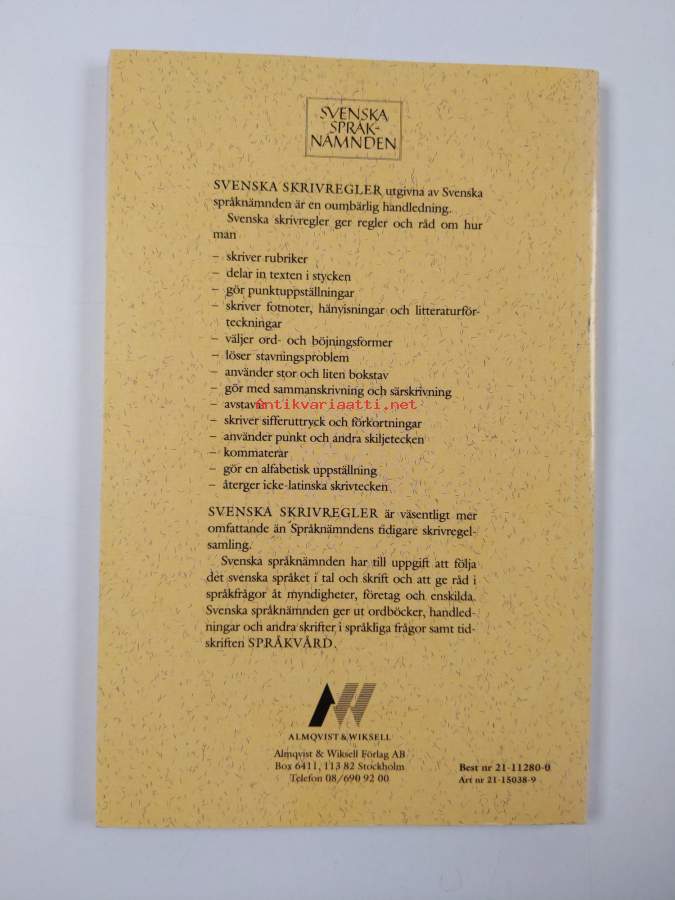 SVENSKA
SPRÅK-
NÄMNDEN
SVENSKA SKRIVREGLER utgivna av Svenska
språknämnden är en oumbärlig handledning.
Svenska skrivregler ger regler och råd om hur
man
– skriver rubriker
– delar in texten i stycken
– gör punktuppställningar
– skriver fotnoter, hänvisningar och litteraturför-
teckningar
– väljer ord- och böjningsformer
– löser stavningsproblem
– använder stor och liten bokstav
– gör med sammanskrivning och särskrivning
– avstavar
antikvariaatti.net
– skriver sifferuttryck och förkortningar
– använder punkt och andra skiljetecken
– kommaterar
– gör en alfabetisk uppställning
– återger icke-latinska skrivtecken
SVENSKA SKRIVREGLER är väsentligt mer
omfattande än Språknämndens tidigare skrivregel-
samling.
Svenska språknämnden har till uppgift att följa
det svenska språket i tal och skrift och att ge råd i
språkfrågor åt myndigheter, företag och enskilda.
Svenska språknämnden ger ut ordböcker, handled-
ningar och andra skrifter i språkliga frågor samt tid-
skriften SPRÅKVÅRD.
ALMQVIST & WIKSELL
Almqvist & Wiksell Förlag AB
Box 6411, 113 82 Stockholm
Telefon 08/690 92 00
Best nr 21-11280-0
Art nr 21-15038-9